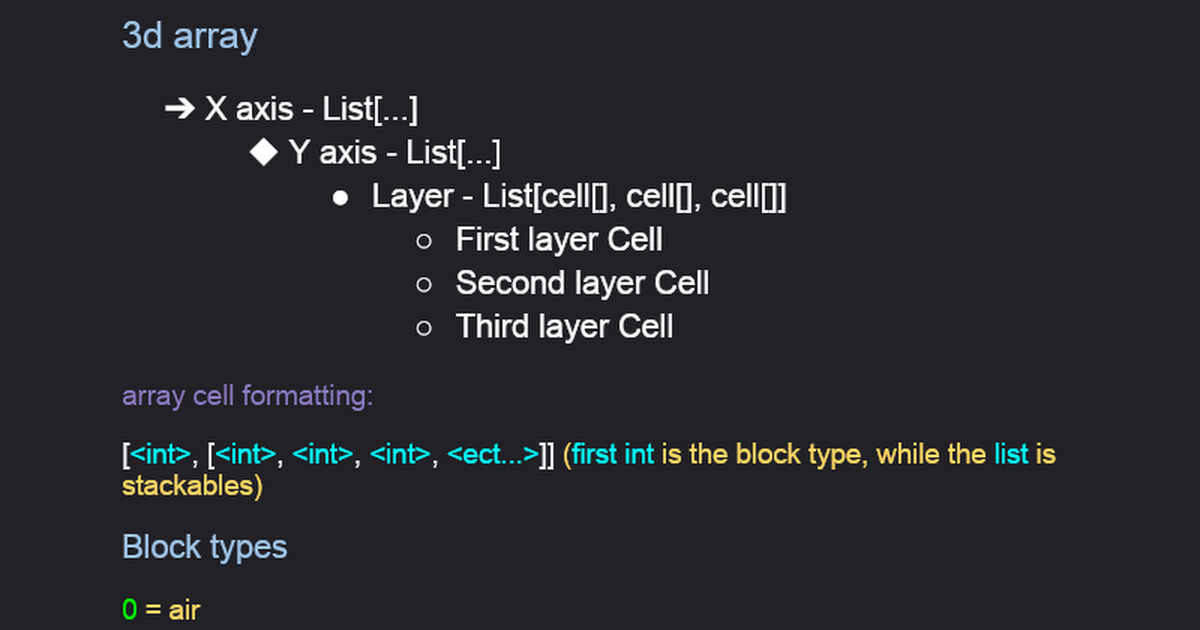 3d array
➔ X axis - List[...]
◆ Y axis - List[...]
● Layer - List[cell[], cell[], cell[]]
○ First layer Cell
○ Second layer Cell
○ Third layer Cell
array cell formatting:
[<int>, [<int>, <int>, <int>, <ect...>]] (first int is the block type, while the list is
stackables)
Block types
0 = air